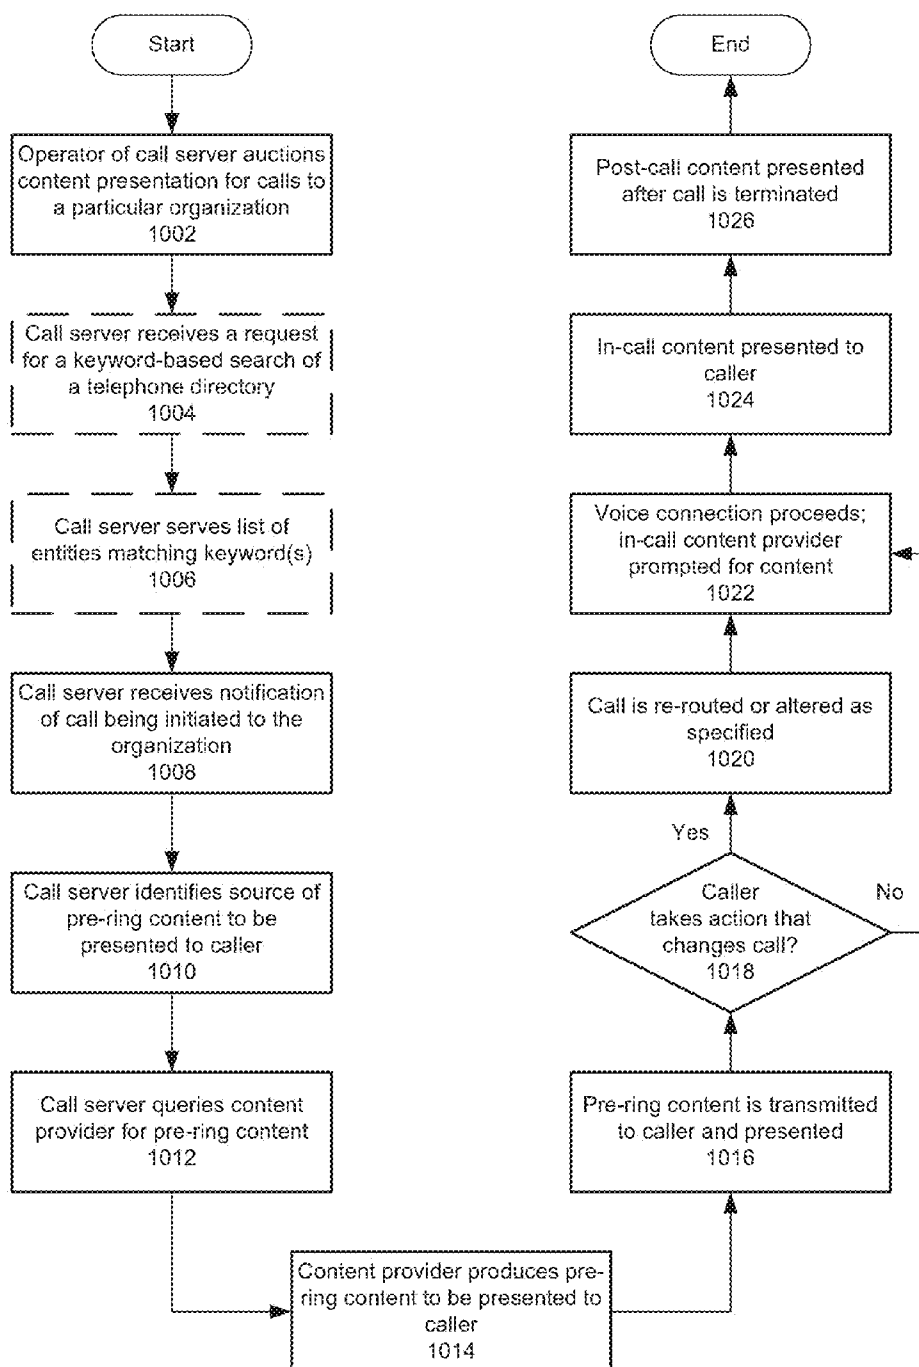 Start
Operator of call server auctions
content presentation for calls to
a particular organization
1002
Call server receives a request
for a keyword-based search of
a telephone directory
1004
Call server serves list of
entities matching keyword(s)
1006
Call server receives notification
of call being initiated to the
organization
1008
Call server identifies source of
pre-ring content to be
presented to caller
1010
Call server queries content
provider for pre-ring content
1012
Content provider produces pre-
ring content to be presented to
caller
1014
Pre-ring content is transmitted
to caller and presented
1016
Caller
takes action that
changes call?
1018
Yes
No
Call is re-routed or altered as
specified
1020
Voice connection proceeds;
in-call content provider
prompted for content
1022
In-call content presented to
caller
1024
Post-call content presented
after call is terminated
1026
End